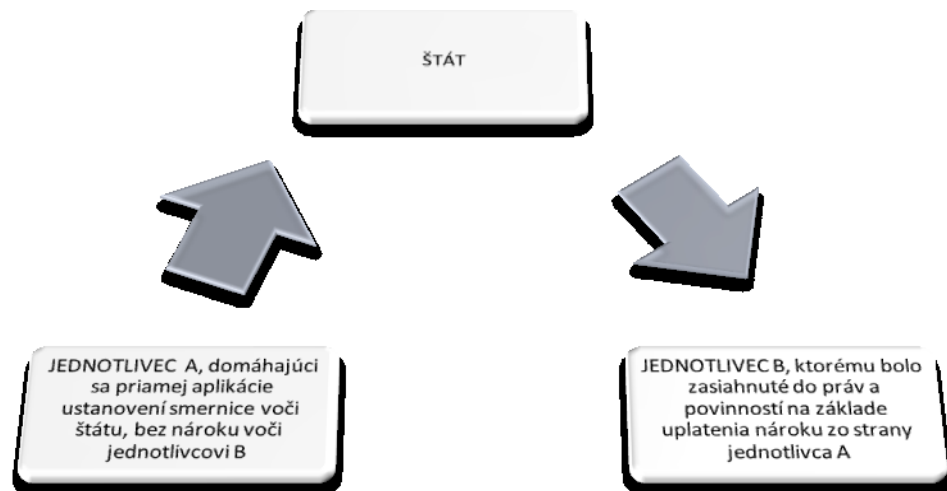 ŠTÁT
JEDNOTLIVEC A, domáhajúci
sa priamej aplikácie
ustanovení smernice voči
štátu, bez nároku voči
jednotlivcovi B
JEDNOTLIVEC B, ktorému bolo
zasiahnuté do práv a
povinností na základe
uplatenia nároku zo strany
jednotlivca A